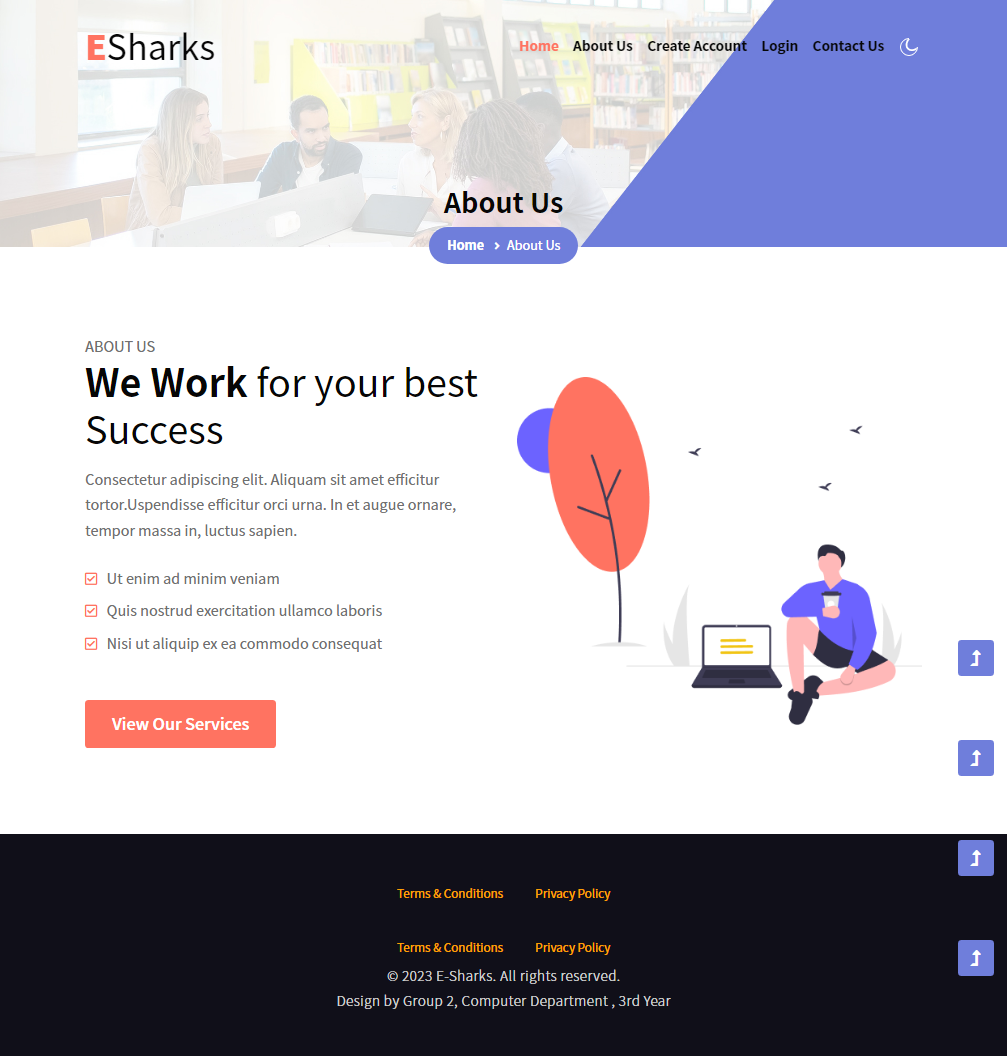 ESharks
Home About Us Create Account Login Contact Us
About Us
Home > About Us
ABOUT US
We Work for your best
Success
Consectetur adipiscing elit. Aliquam sit amet efficitur
tortor.Uspendisse efficitur orci urna. In et augue ornare,
tempor massa in, luctus sapien.
Ut enim ad minim veniam
Quis nostrud exercitation ullamco laboris
Nisi ut aliquip ex ea commodo consequat
View Our Services
Terms & Conditions Privacy Policy
Terms & Conditions Privacy Policy
© 2023 E-Sharks. All rights reserved.
Design by Group 2, Computer Department , 3rd Year